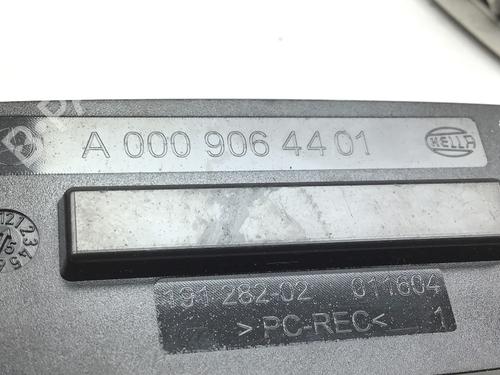 A 000 906 44 01
HELLA
191 282-02 011604
>PC-REC< 1